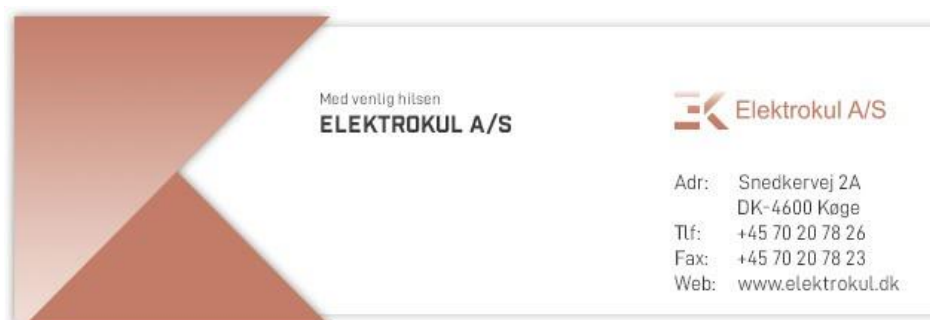 Med venlig hilsen
ELEKTROKUL A/S
EK Elektrokul A/S
Adr: Snedkervej 2A
DK-4600 Køge
Tlf: +45 70 20 78 26
Fax: +45 70 20 78 23
Web: www.elektrokul.dk